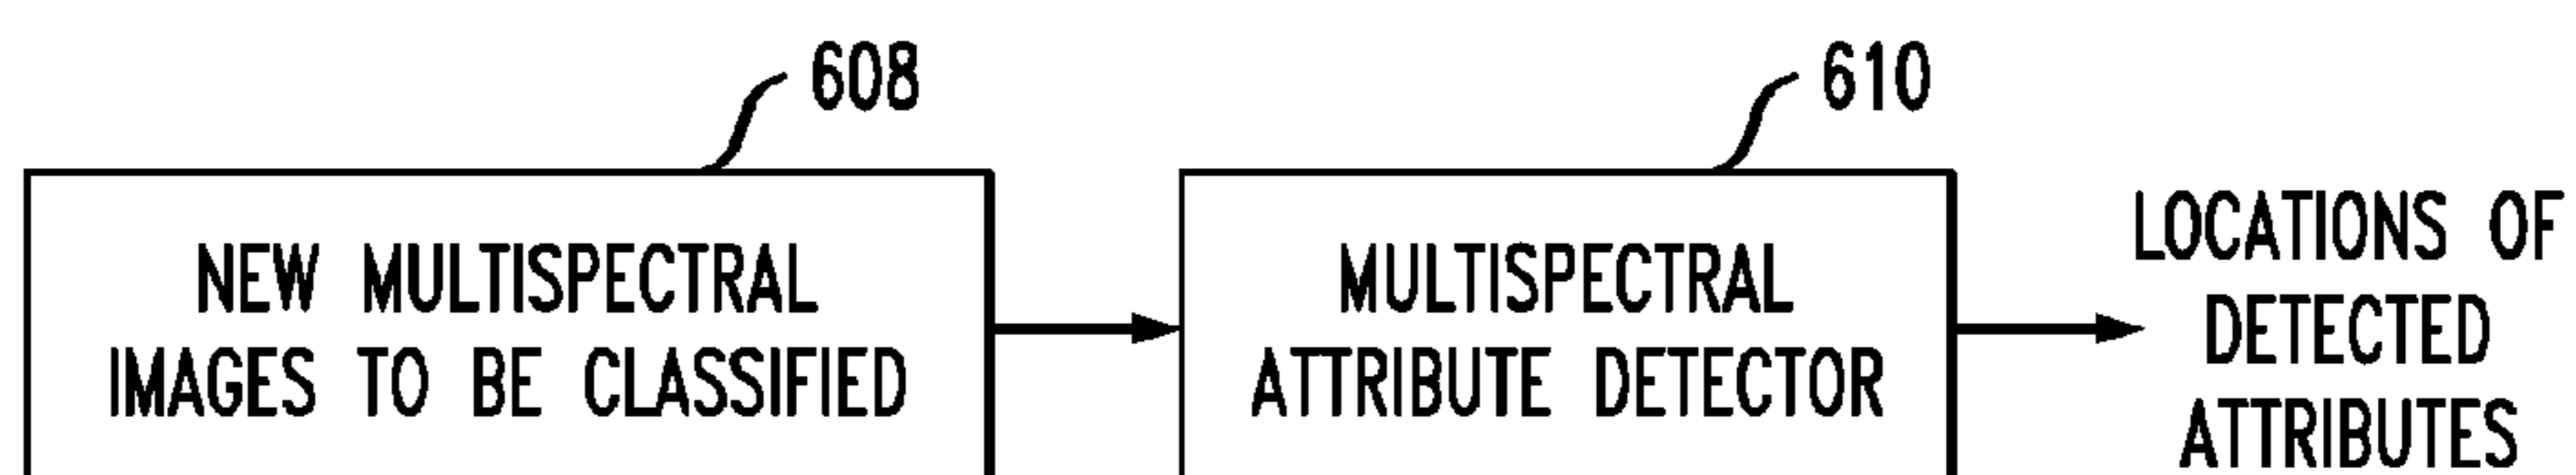 608
610
NEW MULTISPECTRAL
IMAGES TO BE CLASSIFIED
MULTISPECTRAL
ATTRIBUTE DETECTOR
LOCATIONS OF
DETECTED
ATTRIBUTES